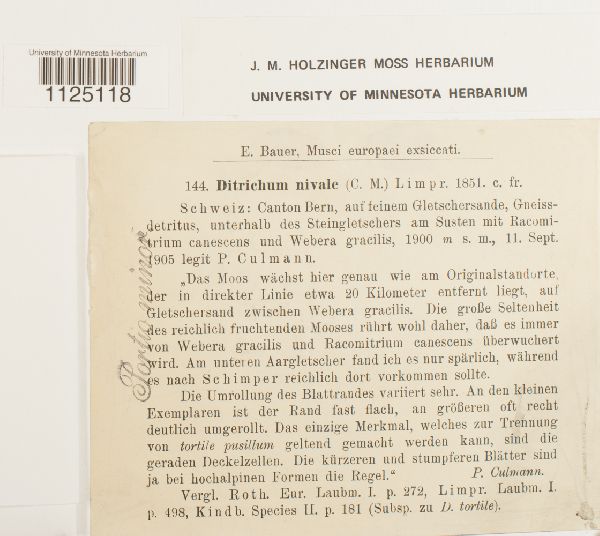 University of Minnesota Herbarium
1125118
J. M. HOLZINGER MOSS HERBARIUM
UNIVERSITY OF MINNESOTA HERBARIUM
E. Bauer, Musci europaei exsiccati.
144. Ditrichum nivale (C. M.) Limpr. 1851. c. fr.
Schweiz: Canton Bern, auf feinem Gletschersande, Gneiss-
detritus, unterhalb des Steingletschers am Susten mit Racomi-
trium canescens und Webera gracilis, 1900 m s. m., 11. Sept.
1905 legit P. Culmann.
„Das Moos wächst hier genau wie am Originalstandorte,
der in direkter Linie etwa 20 Kilometer entfernt liegt, auf
Gletschersand zwischen Webera gracilis. Die große Seltenheit
des reichlich fruchtenden Mooses rührt wohl daher, daß es immer
von Webera gracilis und Racomitrium canescens überwuchert
wird. Am unteren Aargletscher fand ich es nur spärlich, während
es nach Schimper reichlich dort vorkommen sollte.
Die Umrollung des Blattrandes variiert sehr. An den kleinen
Exemplaren ist der Rand fast flach, an größeren oft recht
deutlich umgerollt. Das einzige Merkmal, welches zur Trennung
von tortile pusillum geltend gemacht werden kann, sind die
geraden Deckelzellen. Die kürzeren und stumpferen Blätter sind
ja bei hochalpinen Formen die Regel.“ P. Culmann.
Vergl. Roth. Eur. Laubm. I. p. 272, Limpr. Laubm. I.
p. 498, Kindb. Species II. p. 181 (Subsp. zu D. tortile).
Partio minor